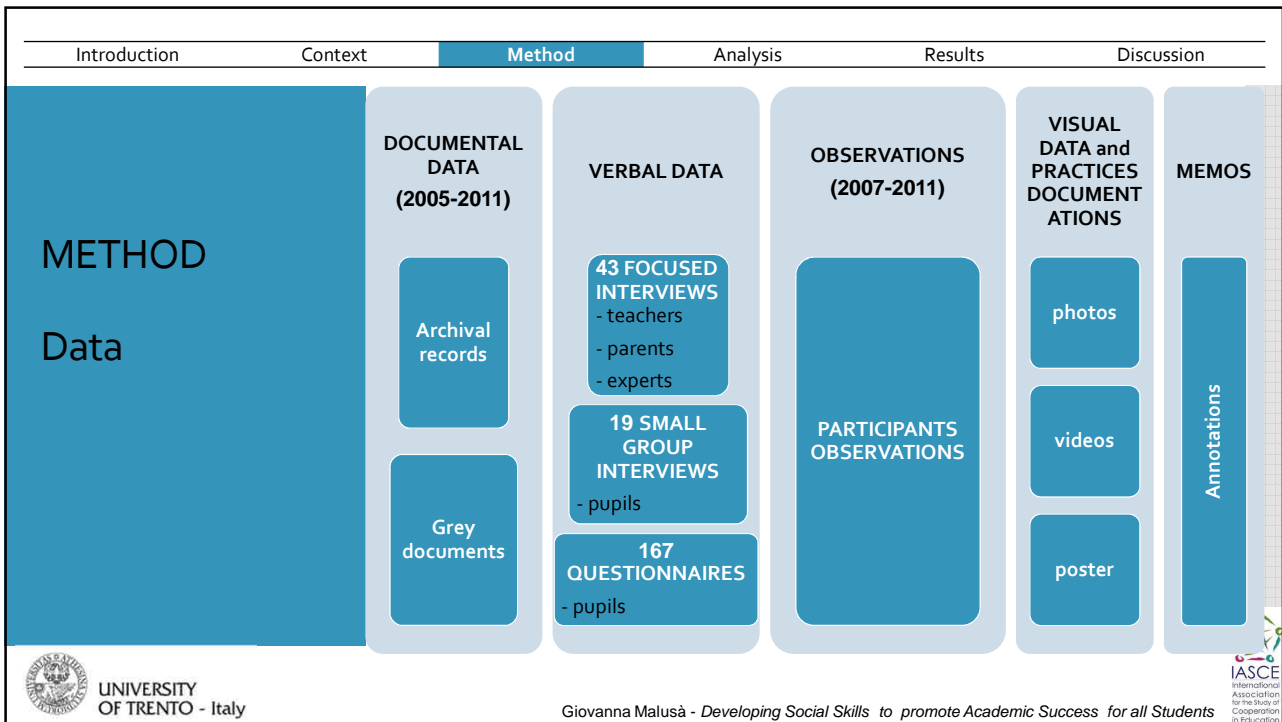 Introduction
Context
Method
Analysis
Results
Discussion
METHOD
Data
DOCUMENTAL
DATA
(2005-2011)
Archival
records
Grey
documents
VERBAL DATA
43 FOCUSED
INTERVIEWS
- teachers
- parents
- experts
19 SMALL
GROUP
INTERVIEWS
- pupils
167
QUESTIONNAIRES
- pupils
OBSERVATIONS
(2007-2011)
PARTICIPANTS
OBSERVATIONS
VISUAL
DATA and
PRACTICES
DOCUMENT
ATIONS
photos
videos
poster
MEMOS
Annotations
UNIVERSITY
OF TRENTO - Italy
Giovanna Malusà - Developing Social Skills to promote Academic Success for all Students
IASCE
International
Association
for the Study of
Cooperation
in Education